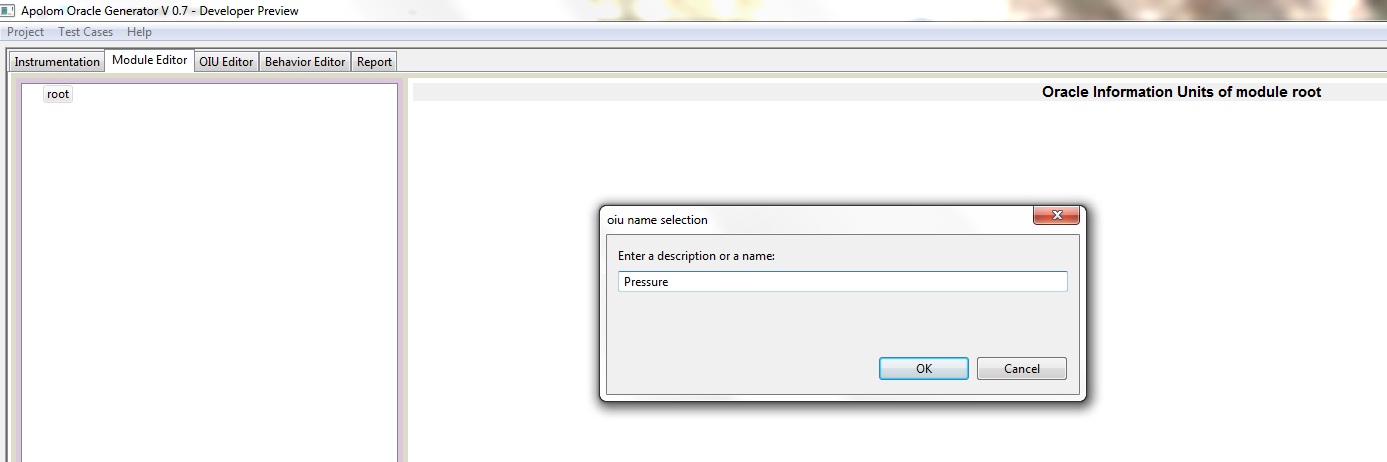 Apolom Oracle Generator V 0.7 - Developer Preview
Project Test Cases Help
Instrumentation Module Editor OIU Editor Behavior Editor Report
root
Oracle Information Units of module root
oiu name selection
Enter a description or a name:
Pressure
OK Cancel